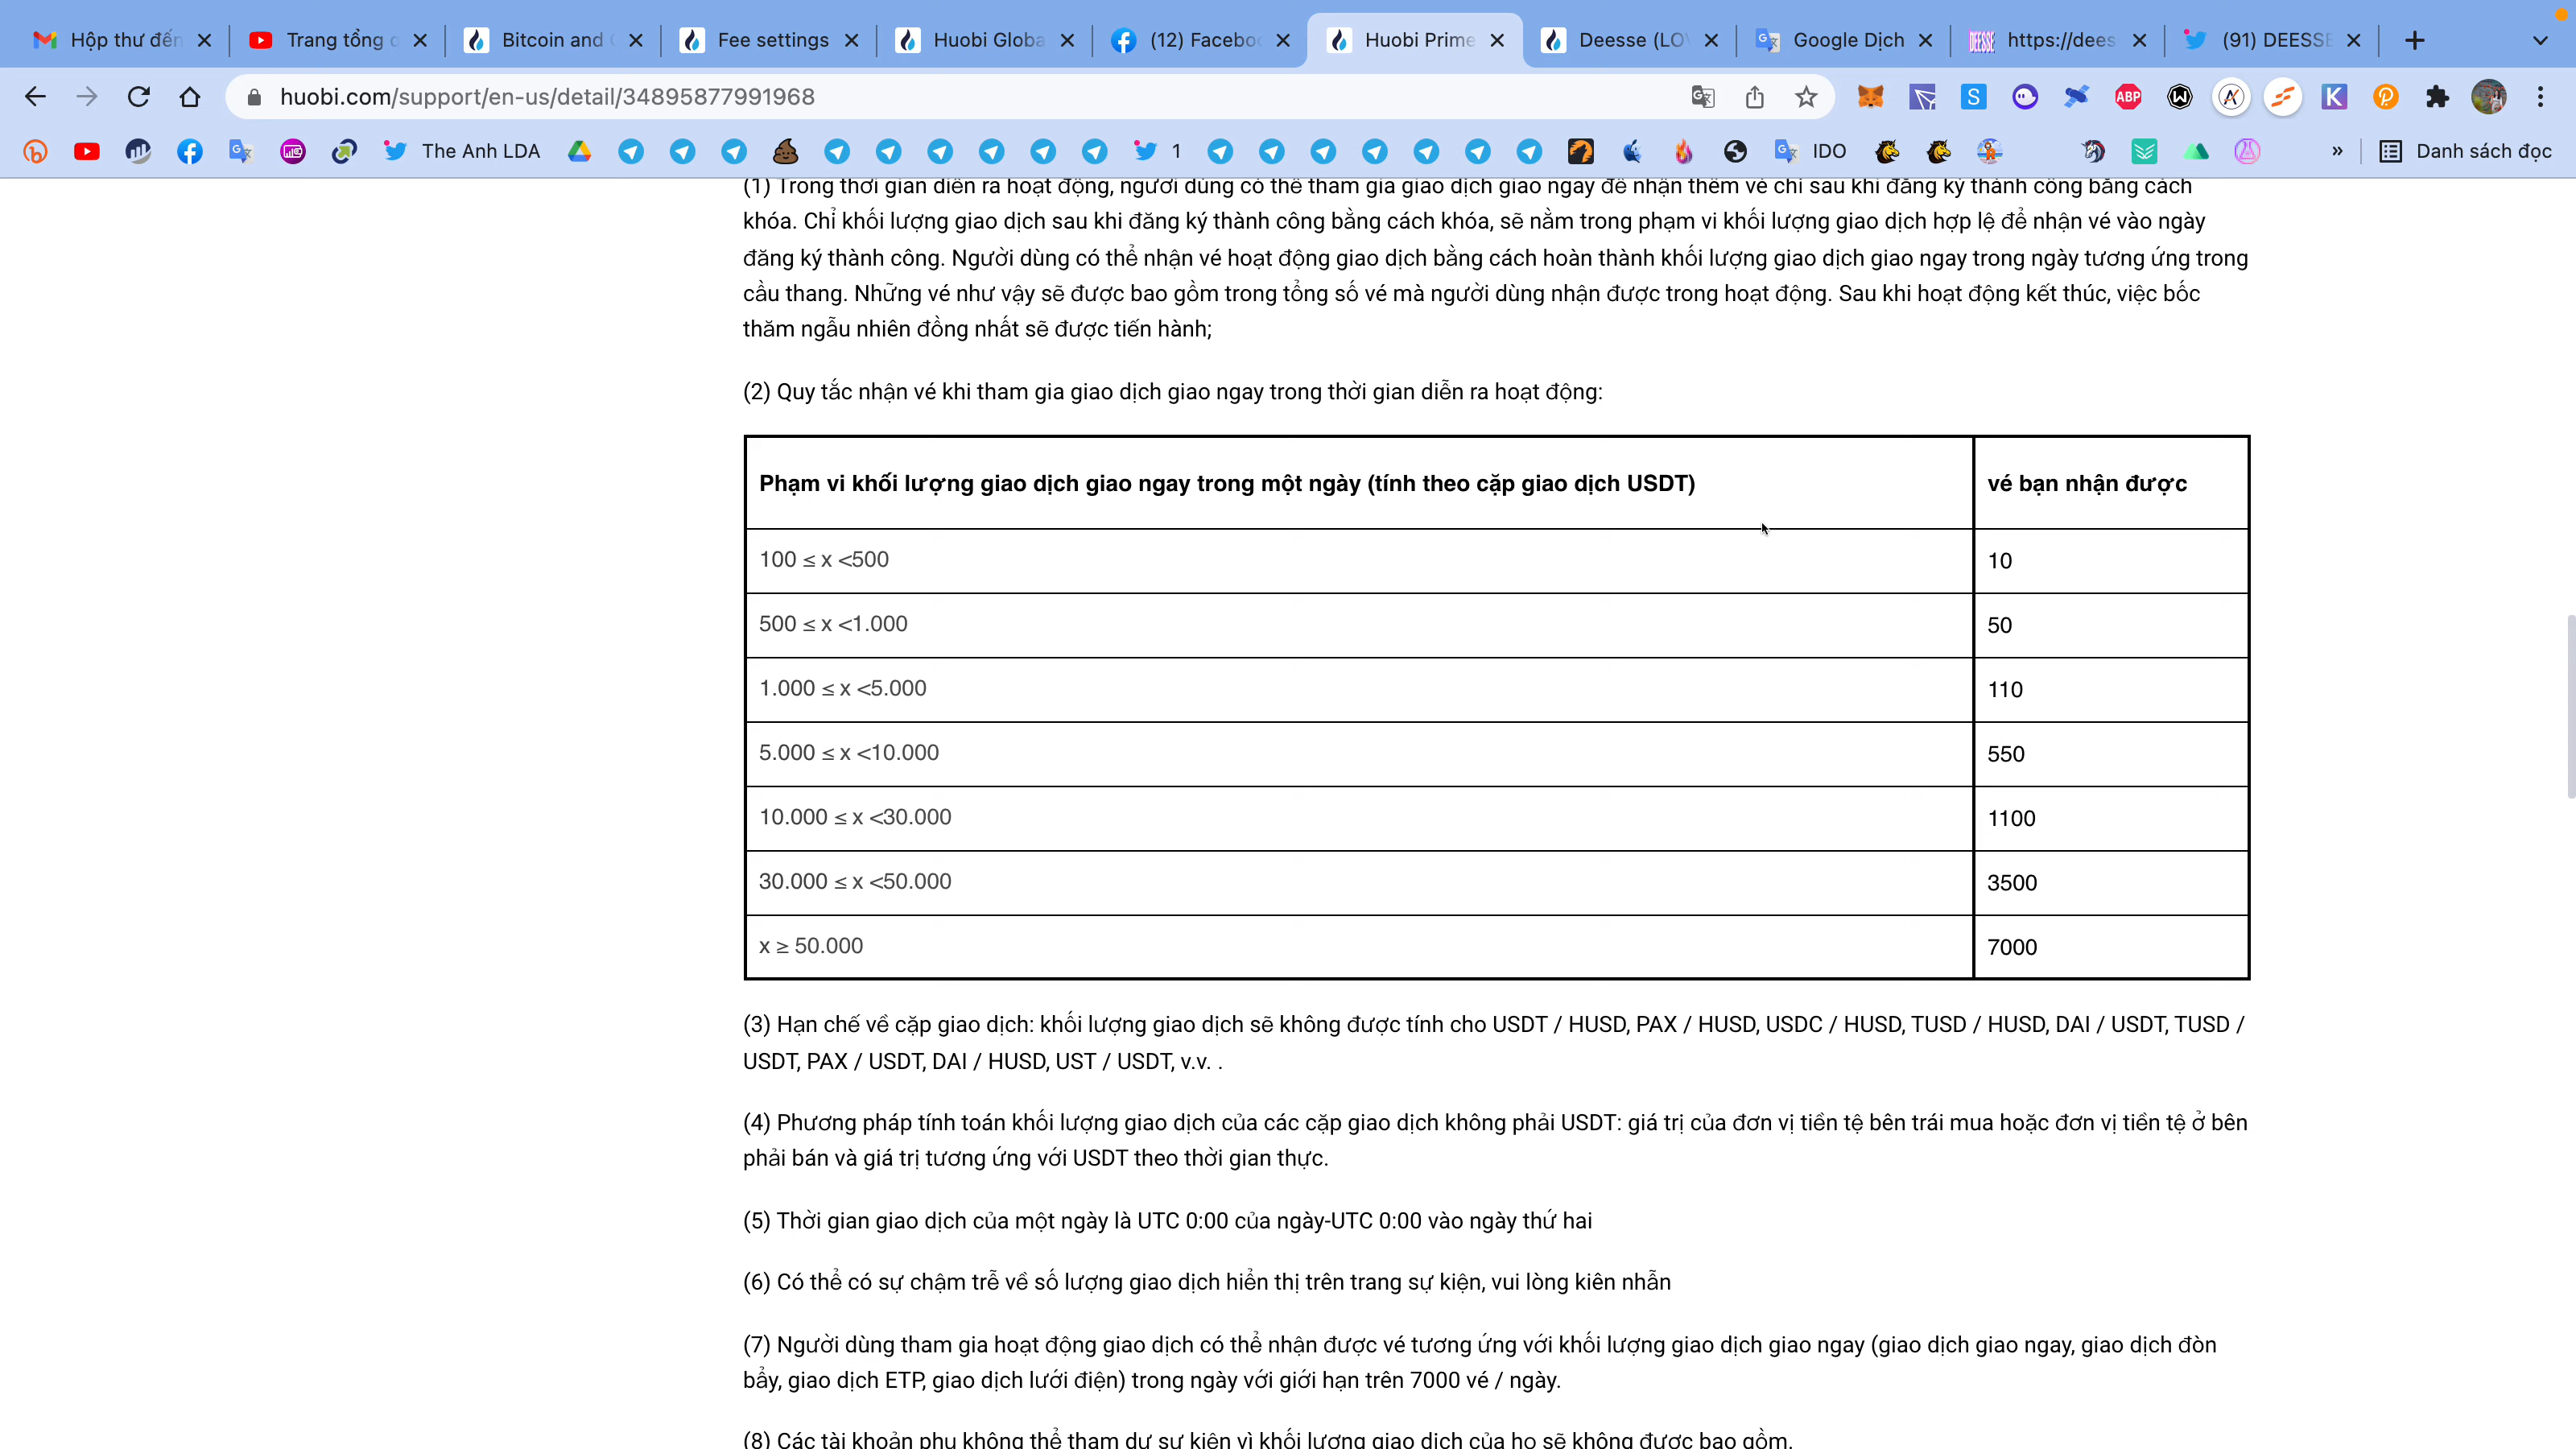 Hộp thư đến
Trang tổng c
Bitcoin and
Fee settings
Huobi Globa
(12) Facebo
Huobi Prime
Deesse (LO
Google Dịch
https://dees
(91) DEESSE
huobi.com/support/en-us/detail/34895877991968
The Anh LDA
1
IDO
»
Danh sách đọc
(1) Trong thời gian diễn ra hoạt động, người dùng có thể tham gia giao dịch giao ngay để nhận thêm vé chỉ sau khi đăng ký thành công bằng cách
khóa. Chỉ khối lượng giao dịch sau khi đăng ký thành công bằng cách khóa, sẽ nằm trong phạm vi khối lượng giao dịch hợp lệ để nhận vé vào ngày
đăng ký thành công. Người dùng có thể nhận vé hoạt động giao dịch bằng cách hoàn thành khối lượng giao dịch giao ngay trong ngày tương ứng trong
cầu thang. Những vé như vậy sẽ được bao gồm trong tổng số vé mà người dùng nhận được trong hoạt động. Sau khi hoạt động kết thúc, việc bốc
thăm ngẫu nhiên đồng nhất sẽ được tiến hành;
(2) Quy tắc nhận vé khi tham gia giao dịch giao ngay trong thời gian diễn ra hoạt động:
Phạm vi khối lượng giao dịch giao ngay trong một ngày (tính theo cặp giao dịch USDT) vé bạn nhận được
100 ≤ x <500 10
500 ≤ x <1.000 50
1.000 ≤ x <5.000 110
5.000 ≤ x <10.000 550
10.000 ≤ x <30.000 1100
30.000 ≤ x <50.000 3500
x ≥ 50.000 7000
(3) Hạn chế về cặp giao dịch: khối lượng giao dịch sẽ không được tính cho USDT / HUSD, PAX / HUSD, USDC / HUSD, TUSD / HUSD, DAI / USDT, TUSD /
USDT, PAX / USDT, DAI / HUSD, UST / USDT, v.v. .
(4) Phương pháp tính toán khối lượng giao dịch của các cặp giao dịch không phải USDT: giá trị của đơn vị tiền tệ bên trái mua hoặc đơn vị tiền tệ ở bên
phải bán và giá trị tương ứng với USDT theo thời gian thực.
(5) Thời gian giao dịch của một ngày là UTC 0:00 của ngày-UTC 0:00 vào ngày thứ hai
(6) Có thể có sự chậm trễ về số lượng giao dịch hiển thị trên trang sự kiện, vui lòng kiên nhẫn
(7) Người dùng tham gia hoạt động giao dịch có thể nhận được vé tương ứng với khối lượng giao dịch giao ngay (giao dịch giao ngay, giao dịch đòn
bẩy, giao dịch ETP, giao dịch lưới điện) trong ngày với giới hạn trên 7000 vé / ngày.
(8) Các tài khoản phụ không thể tham dự sự kiện vì khối lượng giao dịch của họ sẽ không được bao gồm.